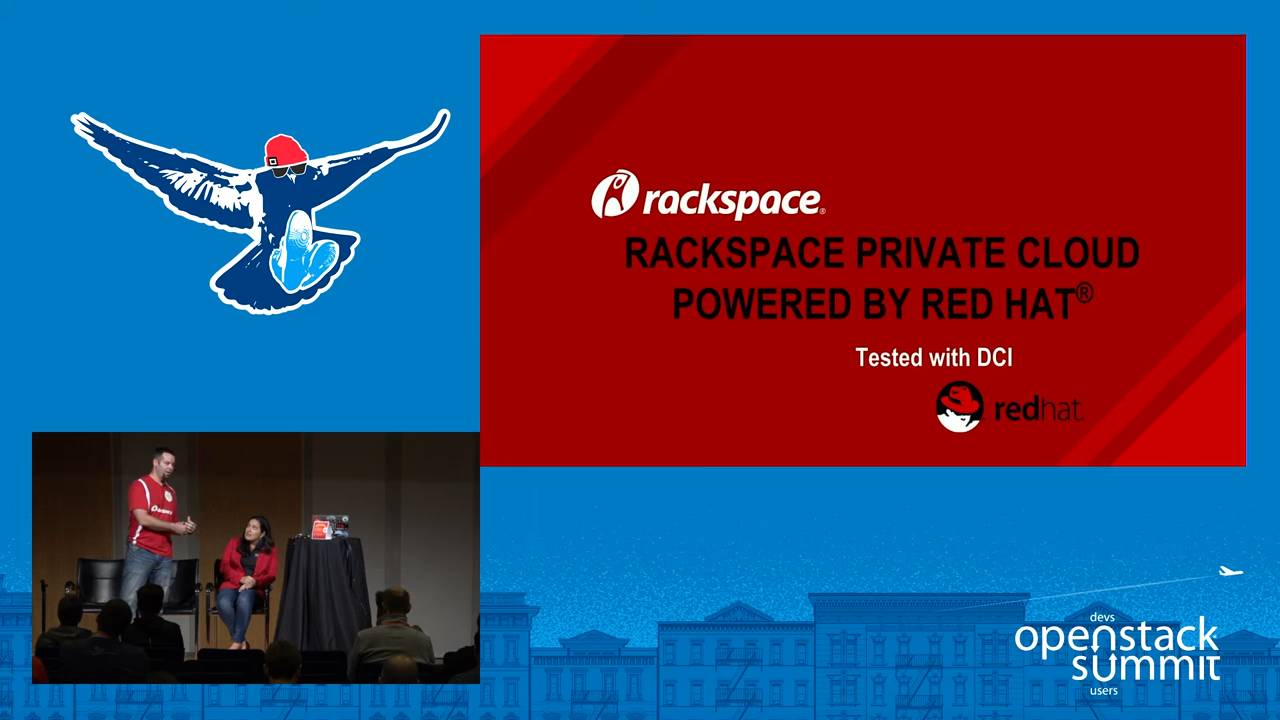 rackspace®
RACKSPACE PRIVATE CLOUD
POWERED BY RED HAT®
Tested with DCI
redhat
devs
openstack
summit
users